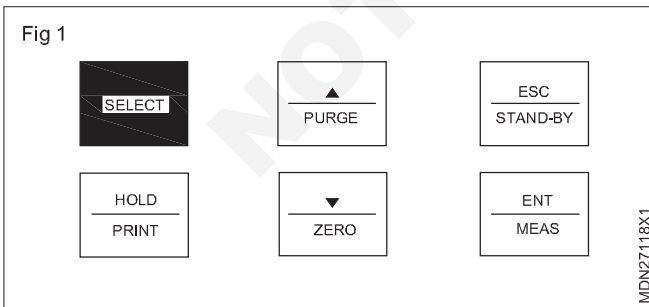 Fig 1
SELECT
▲
PURGE
ESC
STAND-BY
HOLD
PRINT
▼
ZERO
ENT
MEAS
MDN27118X1